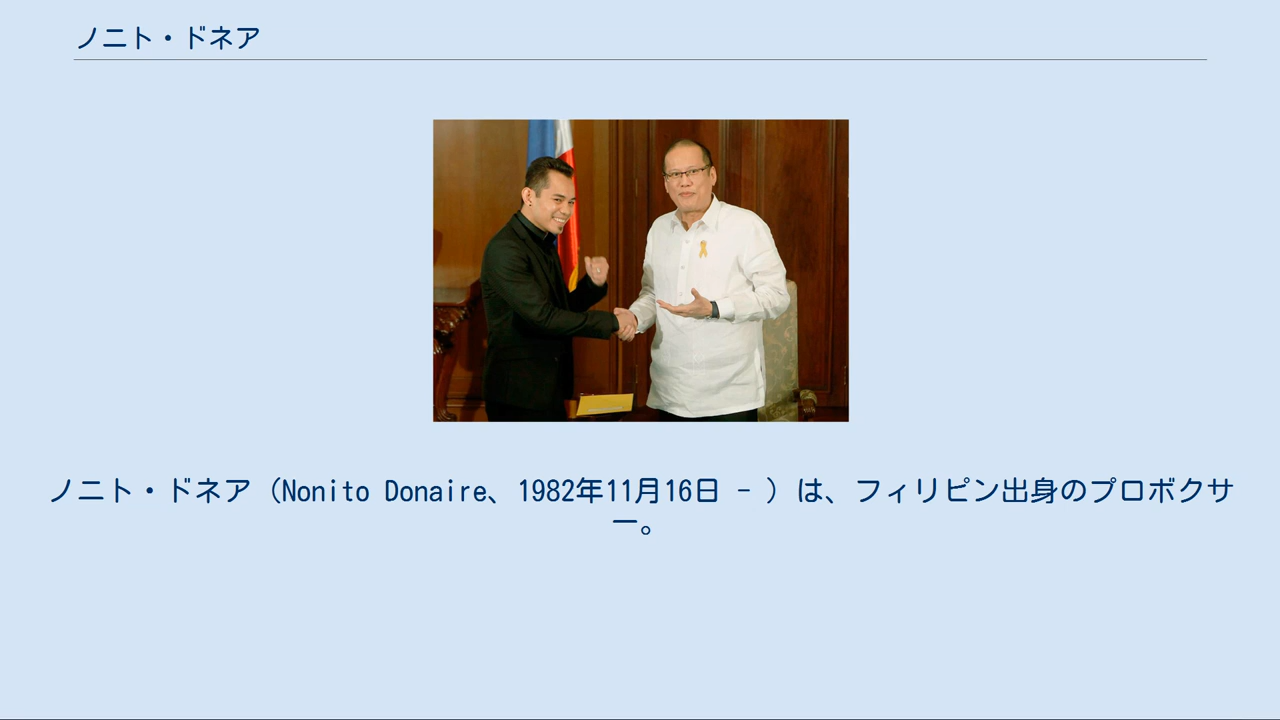 ノニト・ドネア
ノニト・ドネア（Nonito Donaire、1982年11月16日 - ）は、フィリピン出身のプロボクサ
ー。